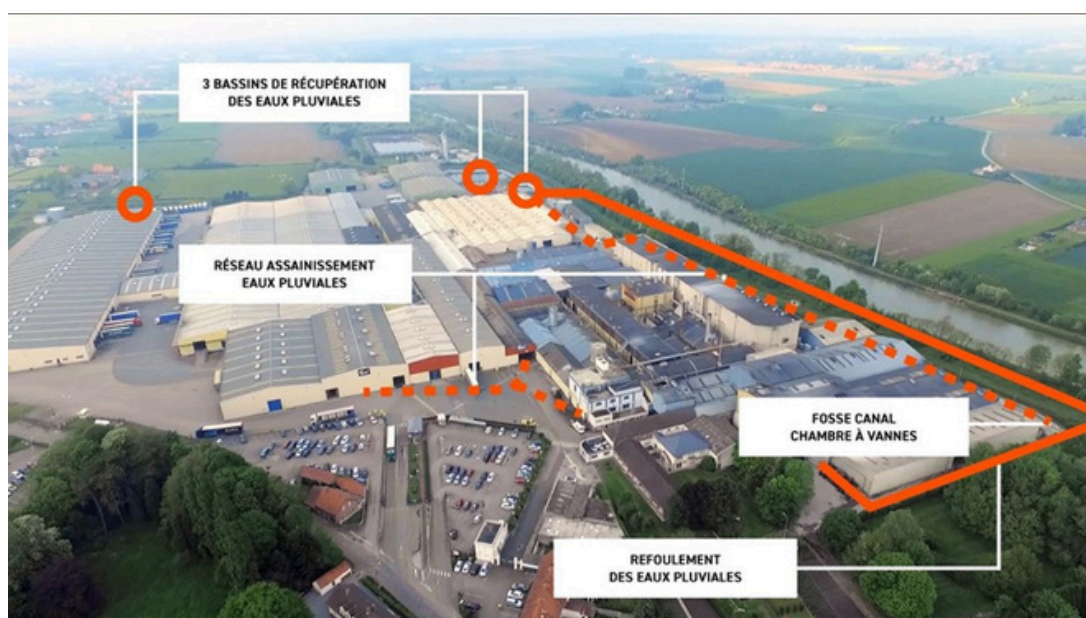 3 BASSINS DE RÉCUPÉRATION
DES EAUX PLUVIALES
RÉSEAU ASSAINISSEMENT
EAUX PLUVIALES
FOSSE CANAL
CHAMBRE À VANNES
REFOULEMENT
DES EAUX PLUVIALES